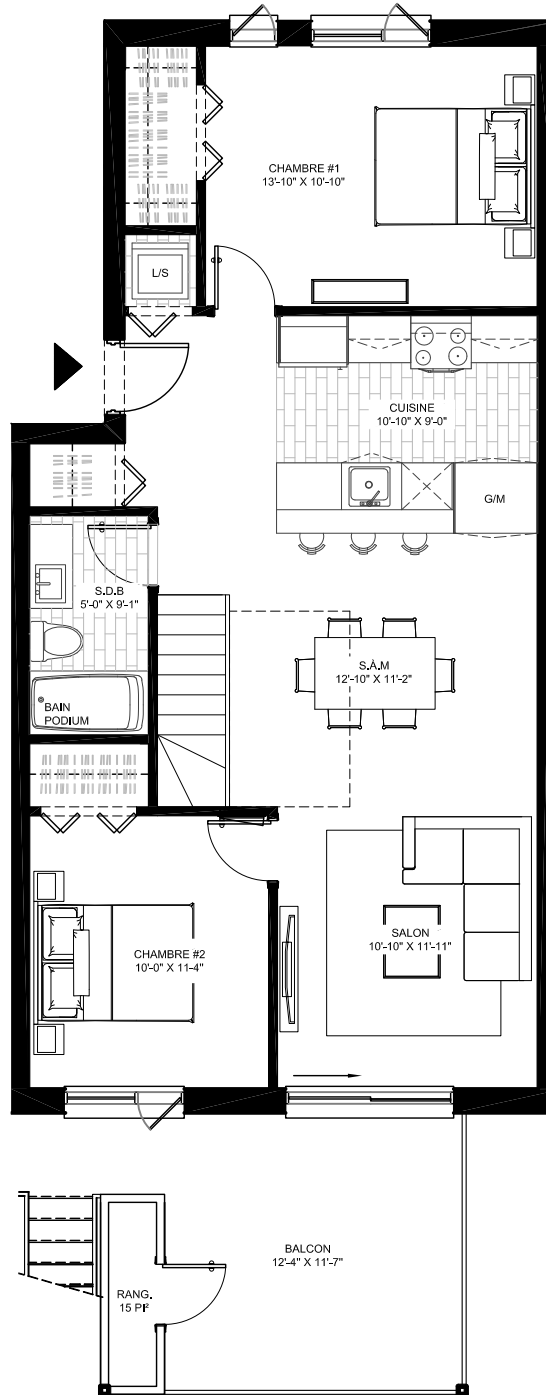 CHAMBRE #1
13'-10" X 10'-10"
L/S
CUISINE
10'-10" X 9'-0"
G/M
S.D.B
5'-0" X 9'-1"
S.À.M
12'-10" X 11'-2"
BAIN
PODIUM
SALON
10'-10" X 11'-11"
CHAMBRE #2
10'-0" X 11'-4"
BALCON
12'-4" X 11'-7"
RANG.
15 PI²